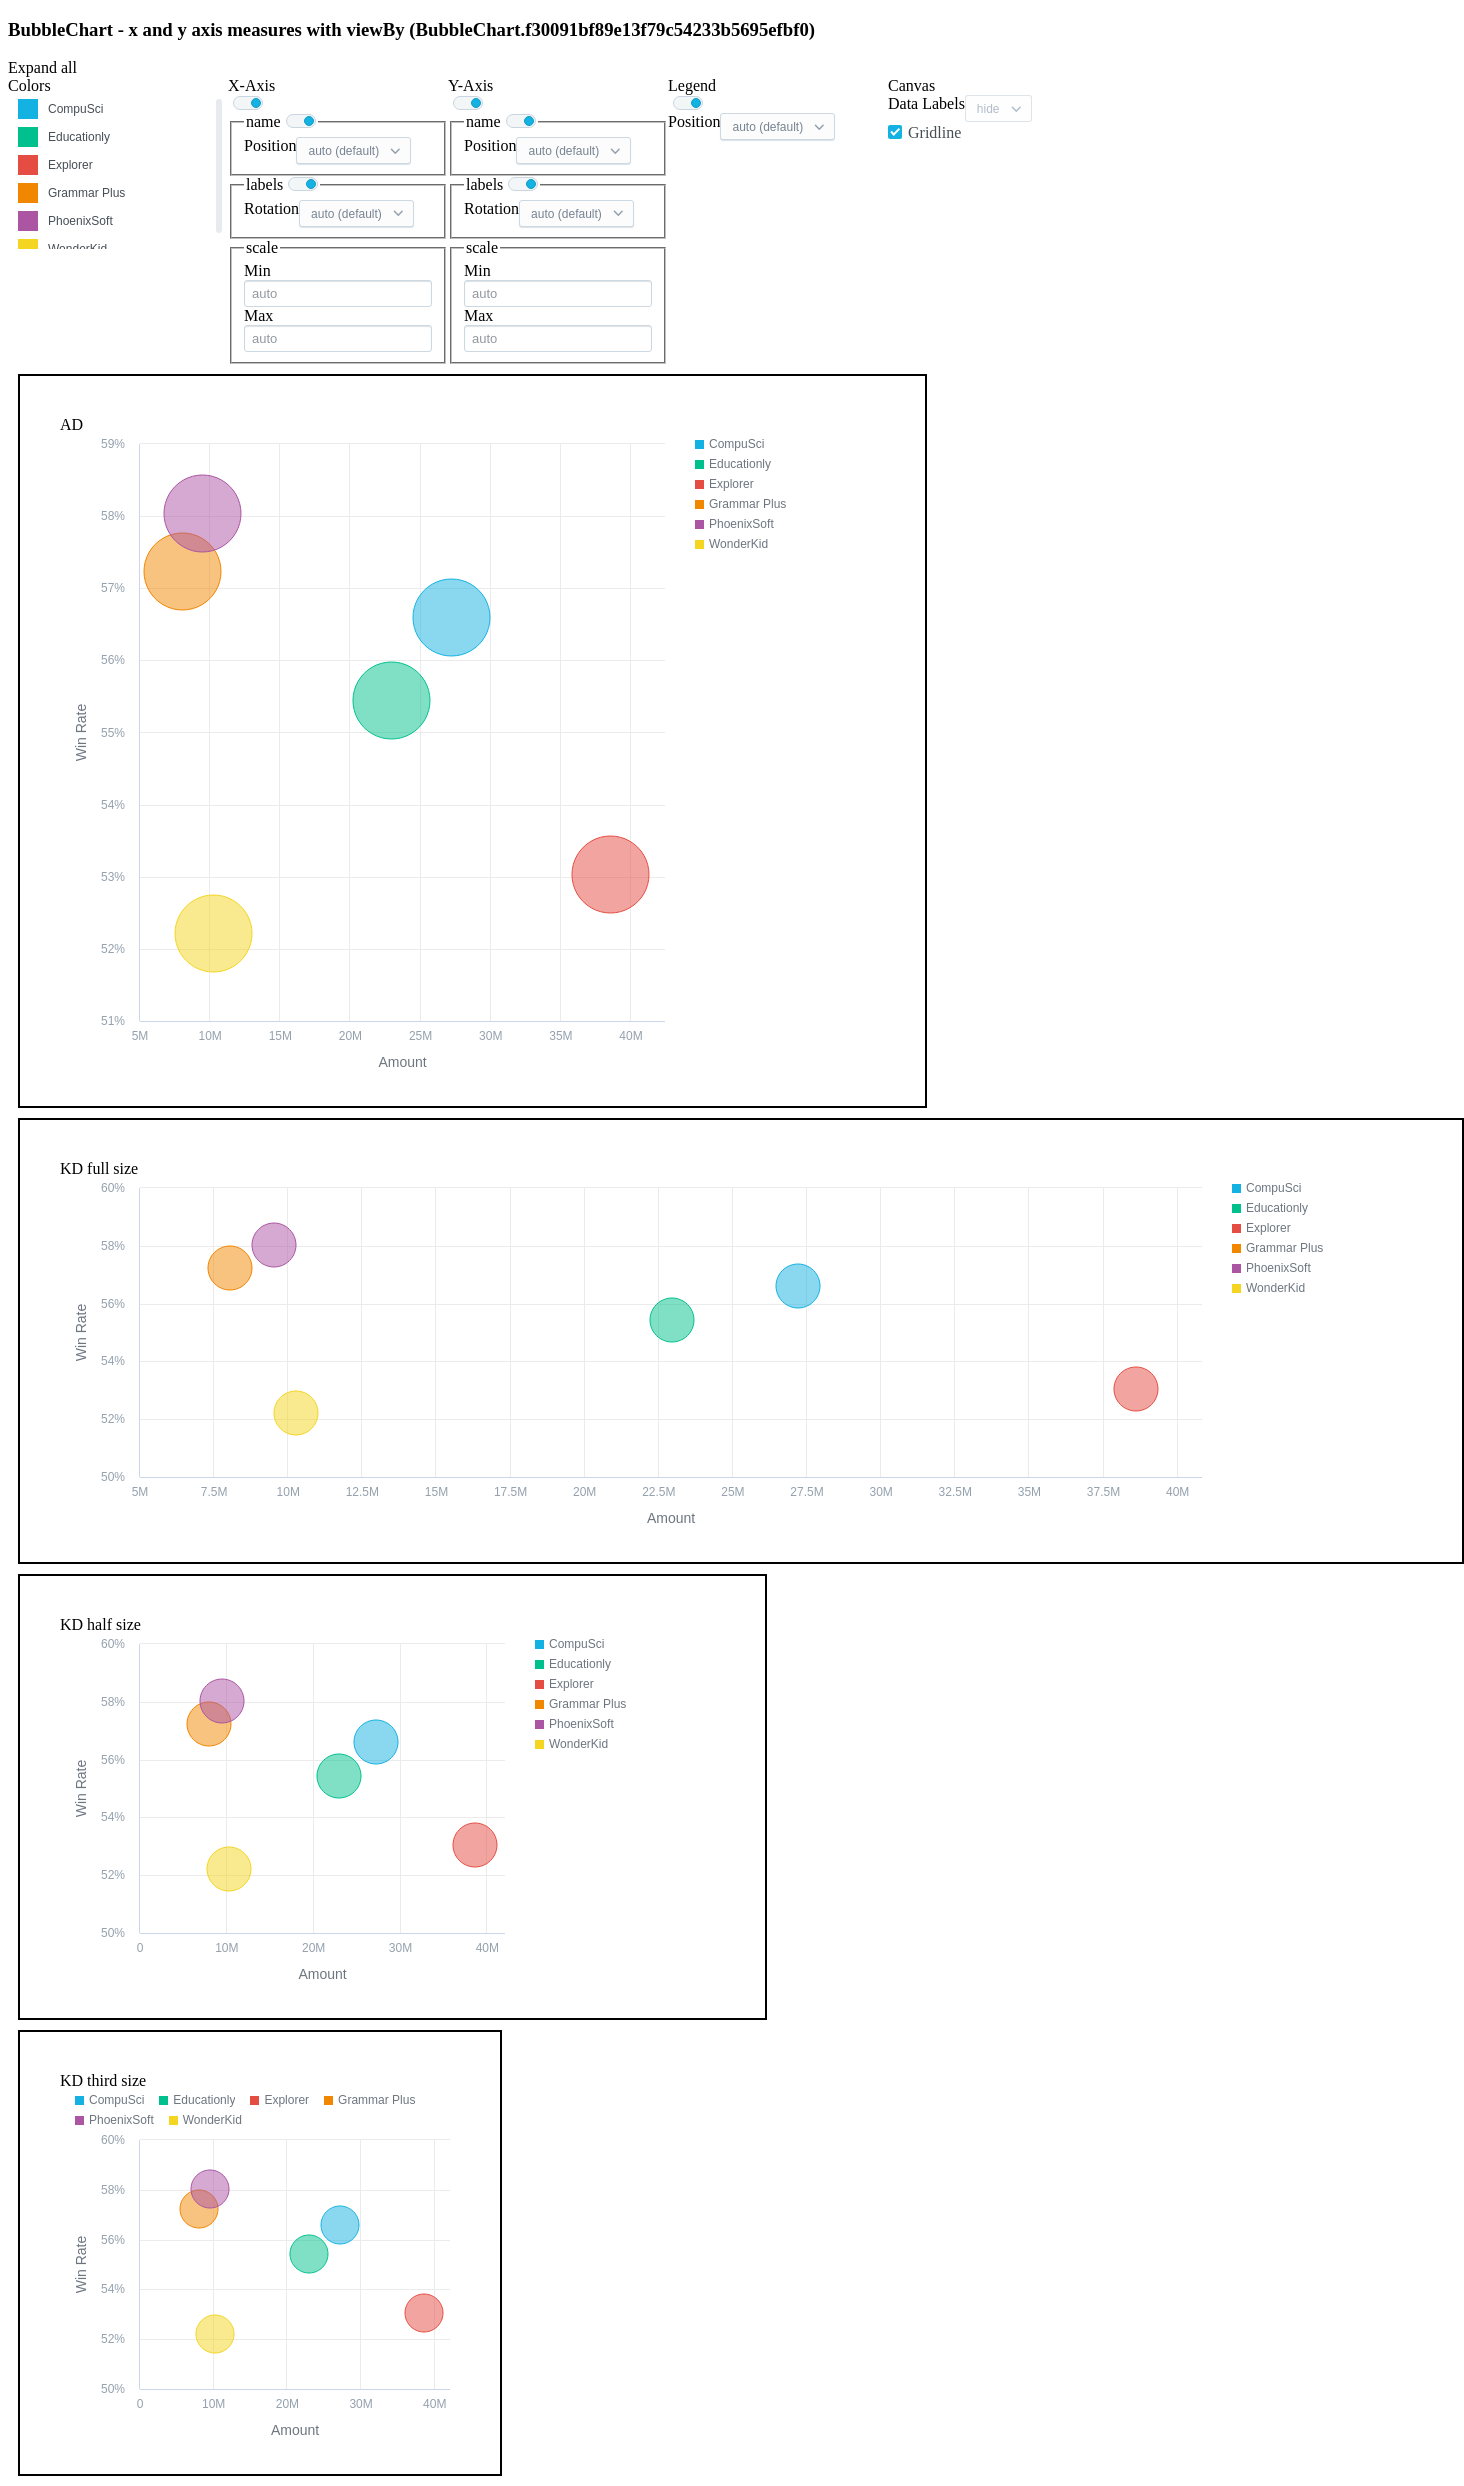 BubbleChart - x and y axis measures with viewBy (BubbleChart.f30091bf89e13f79c54233b5695efbf0)
Expand all
Colors
CompuSci
Educationly
Explorer
Grammar Plus
PhoenixSoft
WonderKid
X-Axis
name
Position auto (default)
labels
Rotation auto (default)
scale
Min
auto
Max
auto
Y-Axis
name
Position auto (default)
labels
Rotation auto (default)
scale
Min
auto
Max
auto
Legend
Position auto (default)
Canvas
Data Labels hide
Gridline
AD
59%
58%
57%
56%
55%
54%
53%
52%
51%
Win Rate
5M 10M 15M 20M 25M 30M 35M 40M
Amount
CompuSci
Educationly
Explorer
Grammar Plus
PhoenixSoft
WonderKid
KD full size
60%
58%
56%
54%
52%
50%
Win Rate
5M 7.5M 10M 12.5M 15M 17.5M 20M 22.5M 25M 27.5M 30M 32.5M 35M 37.5M 40M
Amount
CompuSci
Educationly
Explorer
Grammar Plus
PhoenixSoft
WonderKid
KD half size
60%
58%
56%
54%
52%
50%
Win Rate
0 10M 20M 30M 40M
Amount
CompuSci
Educationly
Explorer
Grammar Plus
PhoenixSoft
WonderKid
KD third size
CompuSci Educationly Explorer Grammar Plus
PhoenixSoft WonderKid
60%
58%
56%
54%
52%
50%
Win Rate
0 10M 20M 30M 40M
Amount